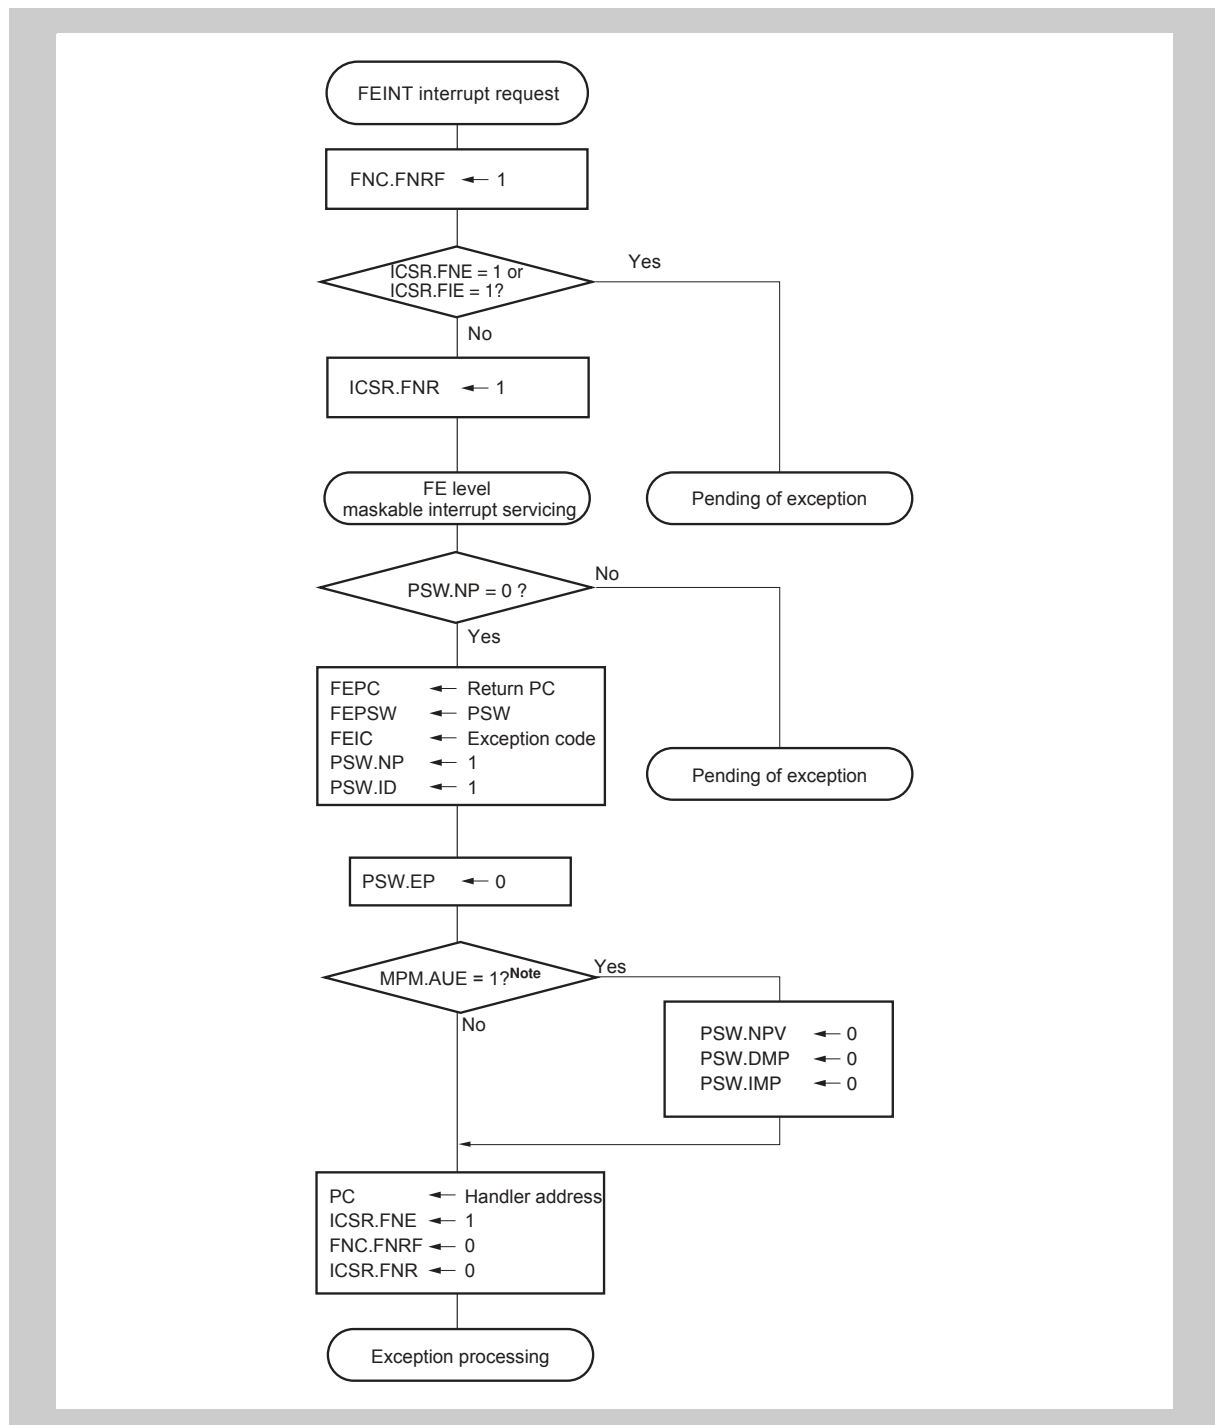 FEINT interrupt request
FNC.FNRF ← 1
ICSR.FNE = 1 or
ICSR.FIE = 1?
Yes
No
ICSR.FNR ← 1
FE level
maskable interrupt servicing
Pending of exception
PSW.NP = 0 ?
No
Yes
FEPC ← Return PC
FEPSW ← PSW
FEIC ← Exception code
PSW.NP ← 1
PSW.ID ← 1
Pending of exception
PSW.EP ← 0
MPM.AUE = 1?Note
Yes
No
PSW.NPV ← 0
PSW.DMP ← 0
PSW.IMP ← 0
PC ← Handler address
ICSR.FNE ← 1
FNC.FNRF ← 0
ICSR.FNR ← 0
Exception processing